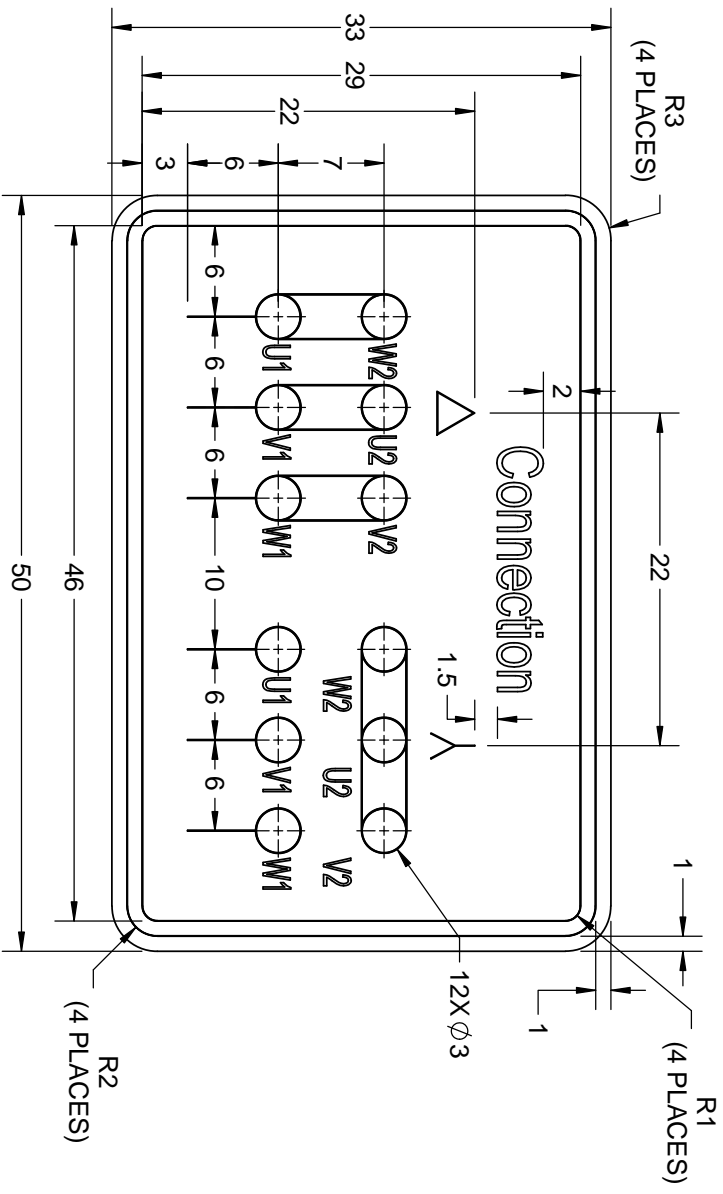 R3
(4 PLACES)
22
1
R1
(4 PLACES)
2
1
Connection
1.5
12X Ø3
33
29
22
W2 U2 V2
7
W2 U2 V2
U1 V1 W1 U1 V1 W1
6
6 6 6 10 6 6
3
R2
(4 PLACES)
46
50